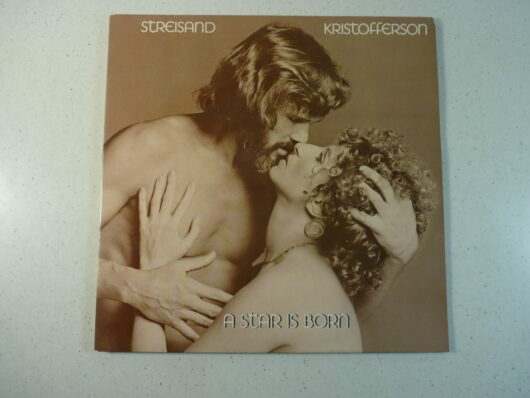 STREISAND KRISTOFFERSON
A STAR IS BORN